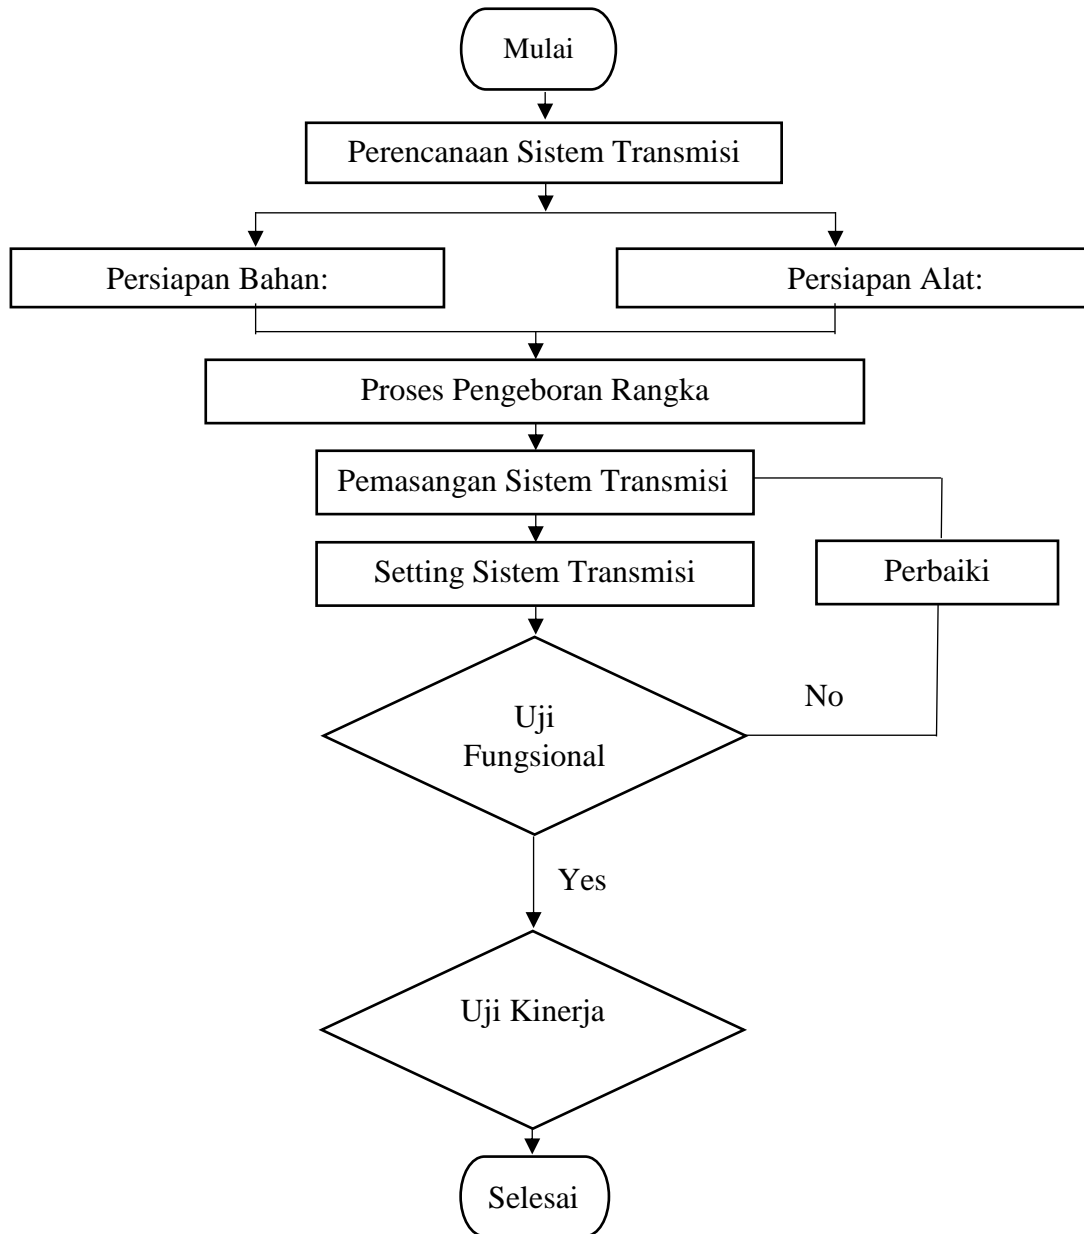 Mulai
Perencanaan Sistem Transmisi
Persiapan Bahan:
Persiapan Alat:
Proses Pengeboran Rangka
Pemasangan Sistem Transmisi
Setting Sistem Transmisi
Perbaiki
Uji
Fungsional
No
Yes
Uji Kinerja
Selesai